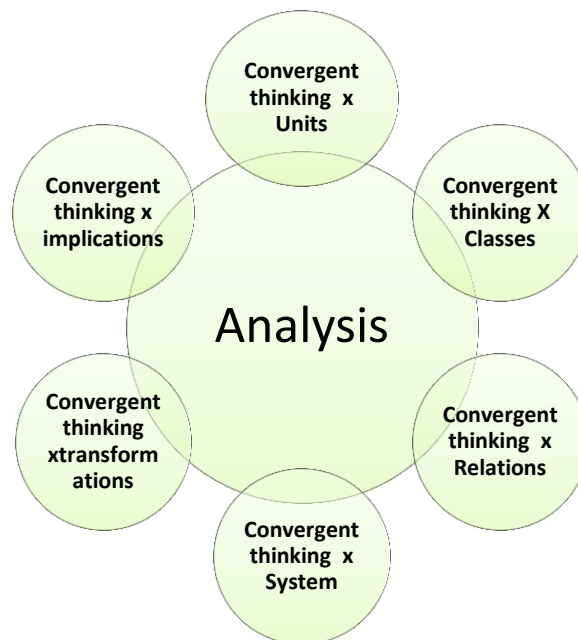 Convergent
thinking x
Units
Convergent
thinking X
Classes
Convergent
thinking x
Relations
Convergent
thinking x
System
Convergent
thinking
xtransform
ations
Convergent
thinking x
implications
Analysis